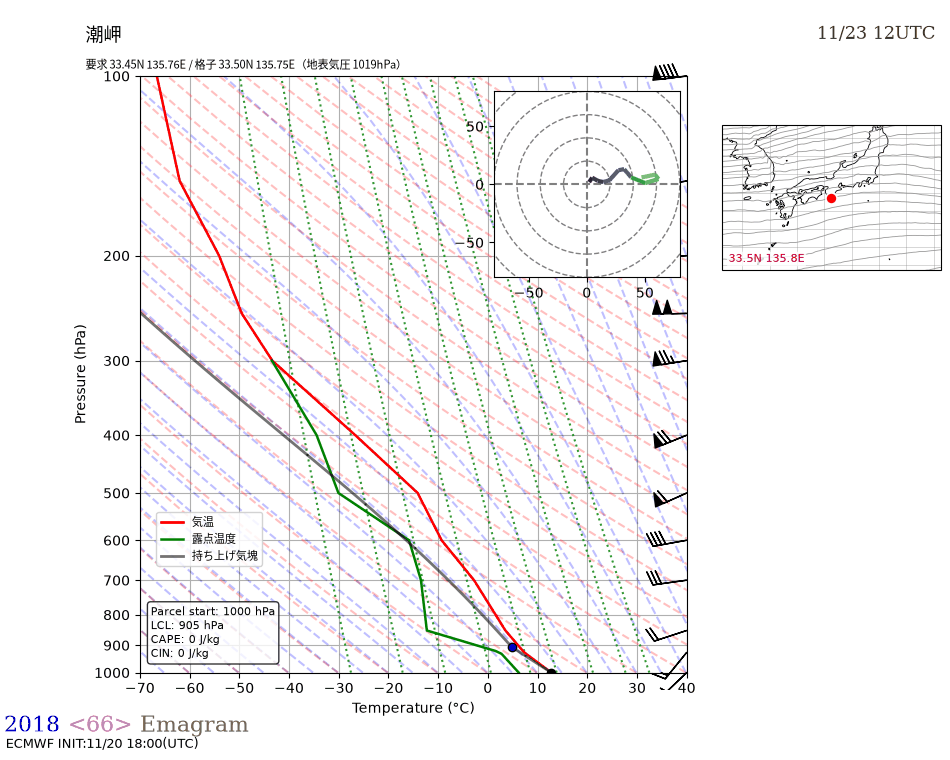 潮岬
11/23 12UTC
要求 33.45N 135.76E / 格子 33.50N 135.75E（地表気圧 1019hPa）
100
200
300
400
500
600
700
800
900
1000
Pressure (hPa)
−70 −60 −50 −40 −30 −20 −10 0 10 20 30 40
Temperature (°C)
50
0
−50
−50 0 50
33.5N 135.8E
気温
露点温度
持ち上げ気塊
Parcel start: 1000 hPa
LCL: 905 hPa
CAPE: 0 J/kg
CIN: 0 J/kg
2018 <66> Emagram
ECMWF INIT:11/20 18:00(UTC)